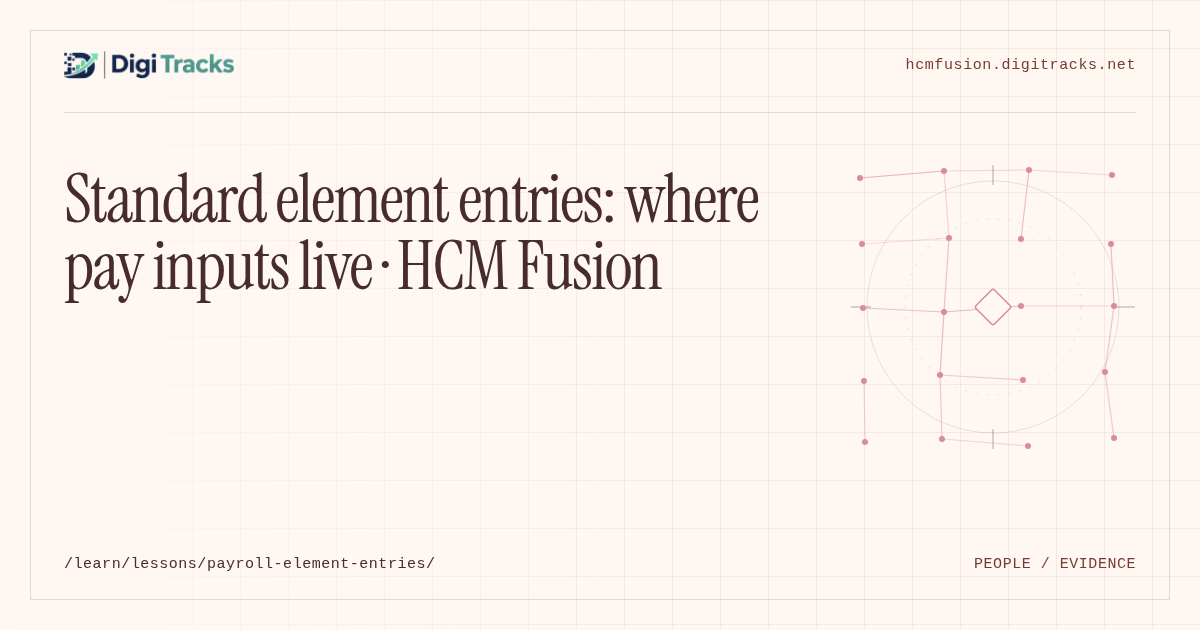 Digi Tracks
hcmfusion.digitracks.net
Standard element entries: where
pay inputs live · HCM Fusion
/learn/lessons/payroll-element-entries/
PEOPLE / EVIDENCE